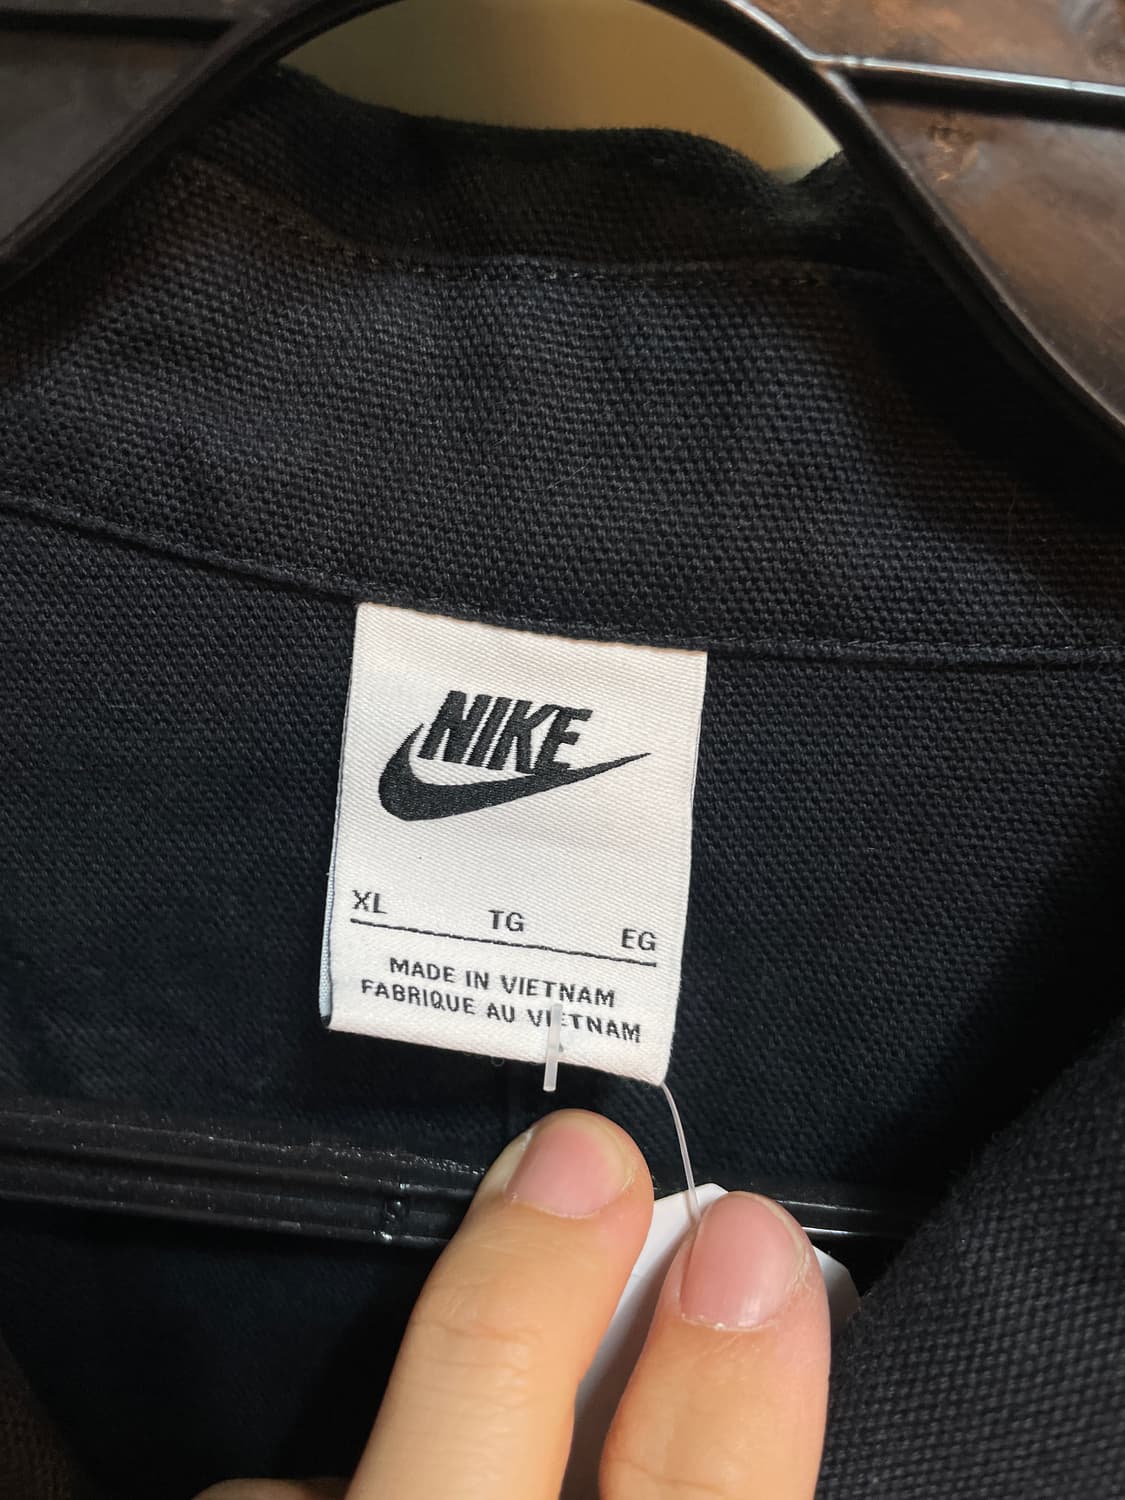 NIKE
XL TG EG
MADE IN VIETNAM
FABRIQUE AU VIETNAM